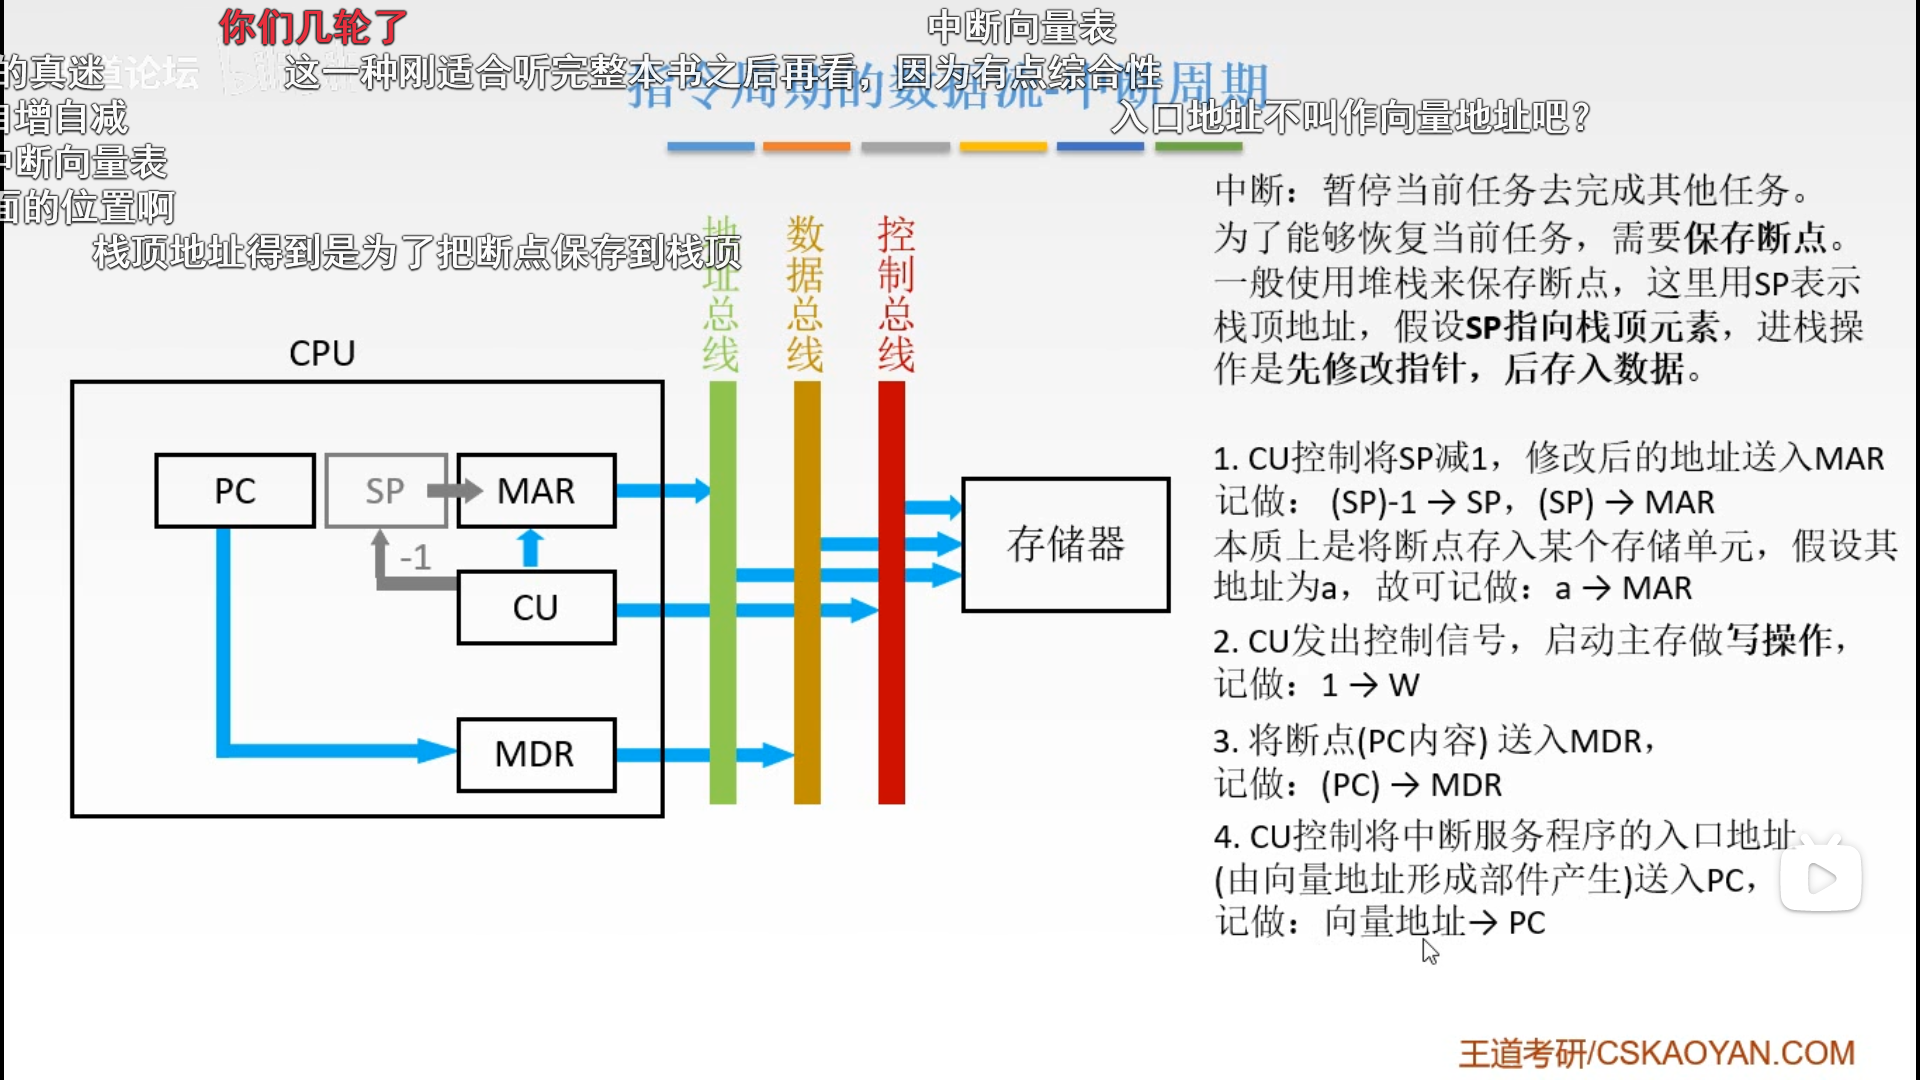 你们几轮了
中断向量表
的真迷
道论坛
这一种刚适合听完整本书之后再看，因为有点综合性
指令周期的数据流-中断周期
增自减
入口地址不叫作向量地址吧？
中断向量表
面的位置啊
栈顶地址得到是为了把断点保存到栈顶
地址总线
数据总线
控制总线
CPU
PC
SP
MAR
-1
CU
MDR
存储器
中断：暂停当前任务去完成其他任务。
为了能够恢复当前任务，需要保存断点。
一般使用堆栈来保存断点，这里用SP表示
栈顶地址，假设SP指向栈顶元素，进栈操
作是先修改指针，后存入数据。
1. CU控制将SP减1，修改后的地址送入MAR
记做： (SP)-1 → SP，(SP) → MAR
本质上是将断点存入某个存储单元，假设其
地址为a，故可记做：a → MAR
2. CU发出控制信号，启动主存做写操作，
记做：1 → W
3. 将断点(PC内容) 送入MDR，
记做：(PC) → MDR
4. CU控制将中断服务程序的入口地址
(由向量地址形成部件产生)送入PC，
记做：向量地址→ PC
王道考研/CSKAOYAN.COM